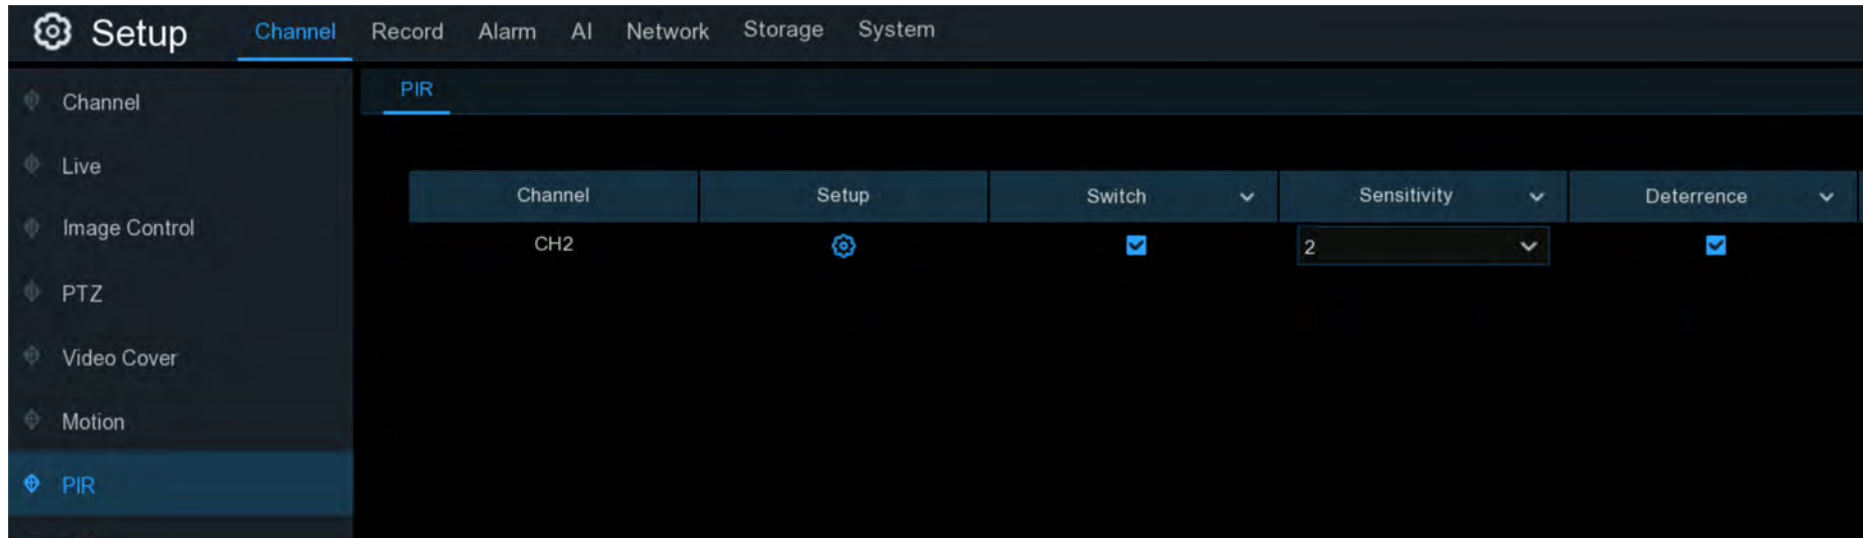 Setup Channel Record Alarm AI Network Storage System
Channel
Live
Image Control
PTZ
Video Cover
Motion
PIR
PIR
Channel Setup Switch Sensitivity Deterrence
CH2 2